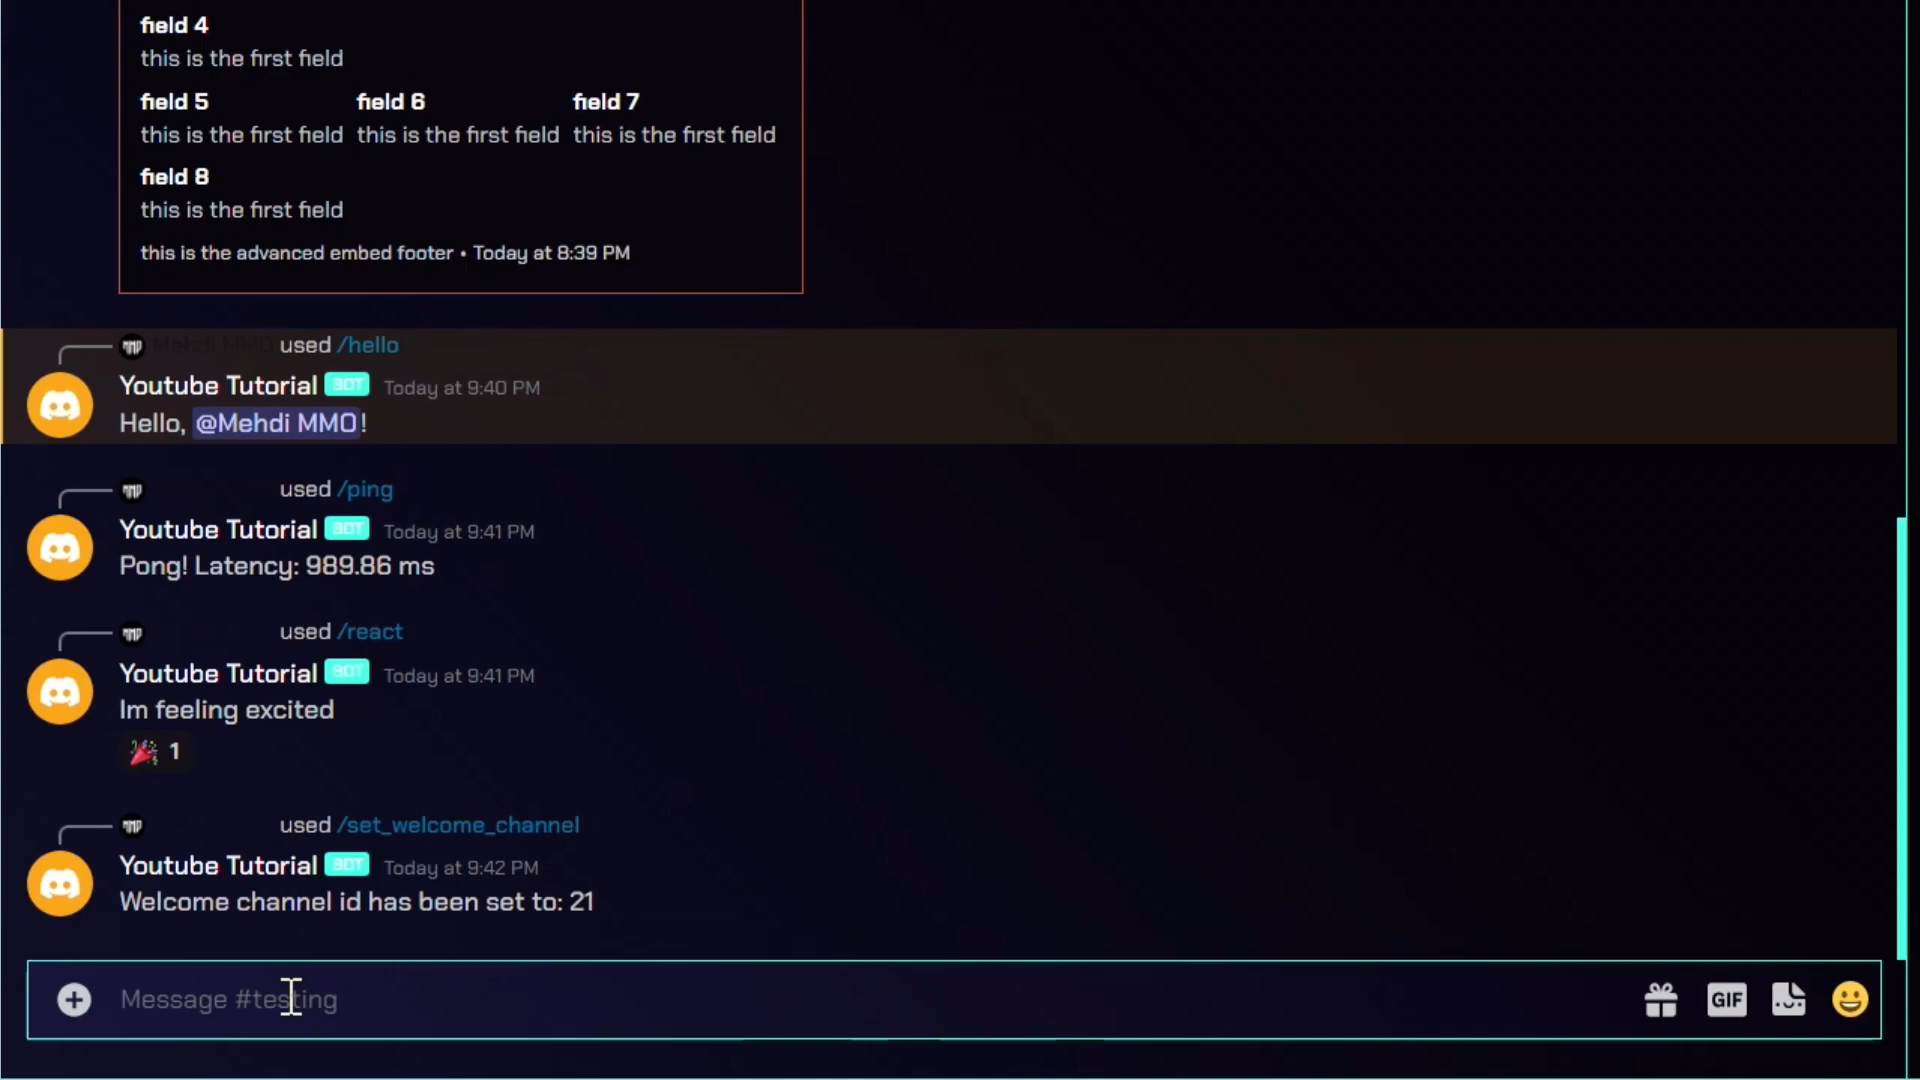 field 4
this is the first field
field 5 field 6 field 7
this is the first field this is the first field this is the first field
field 8
this is the first field
this is the advanced embed footer • Today at 8:39 PM
Mehdi MMO used /hello
Youtube Tutorial BOT Today at 9:40 PM
Hello, @Mehdi MMO!
used /ping
Youtube Tutorial BOT Today at 9:41 PM
Pong! Latency: 989.86 ms
used /react
Youtube Tutorial BOT Today at 9:41 PM
Im feeling excited
1
used /set_welcome_channel
Youtube Tutorial BOT Today at 9:42 PM
Welcome channel id has been set to: 21
Message #testing
GIF